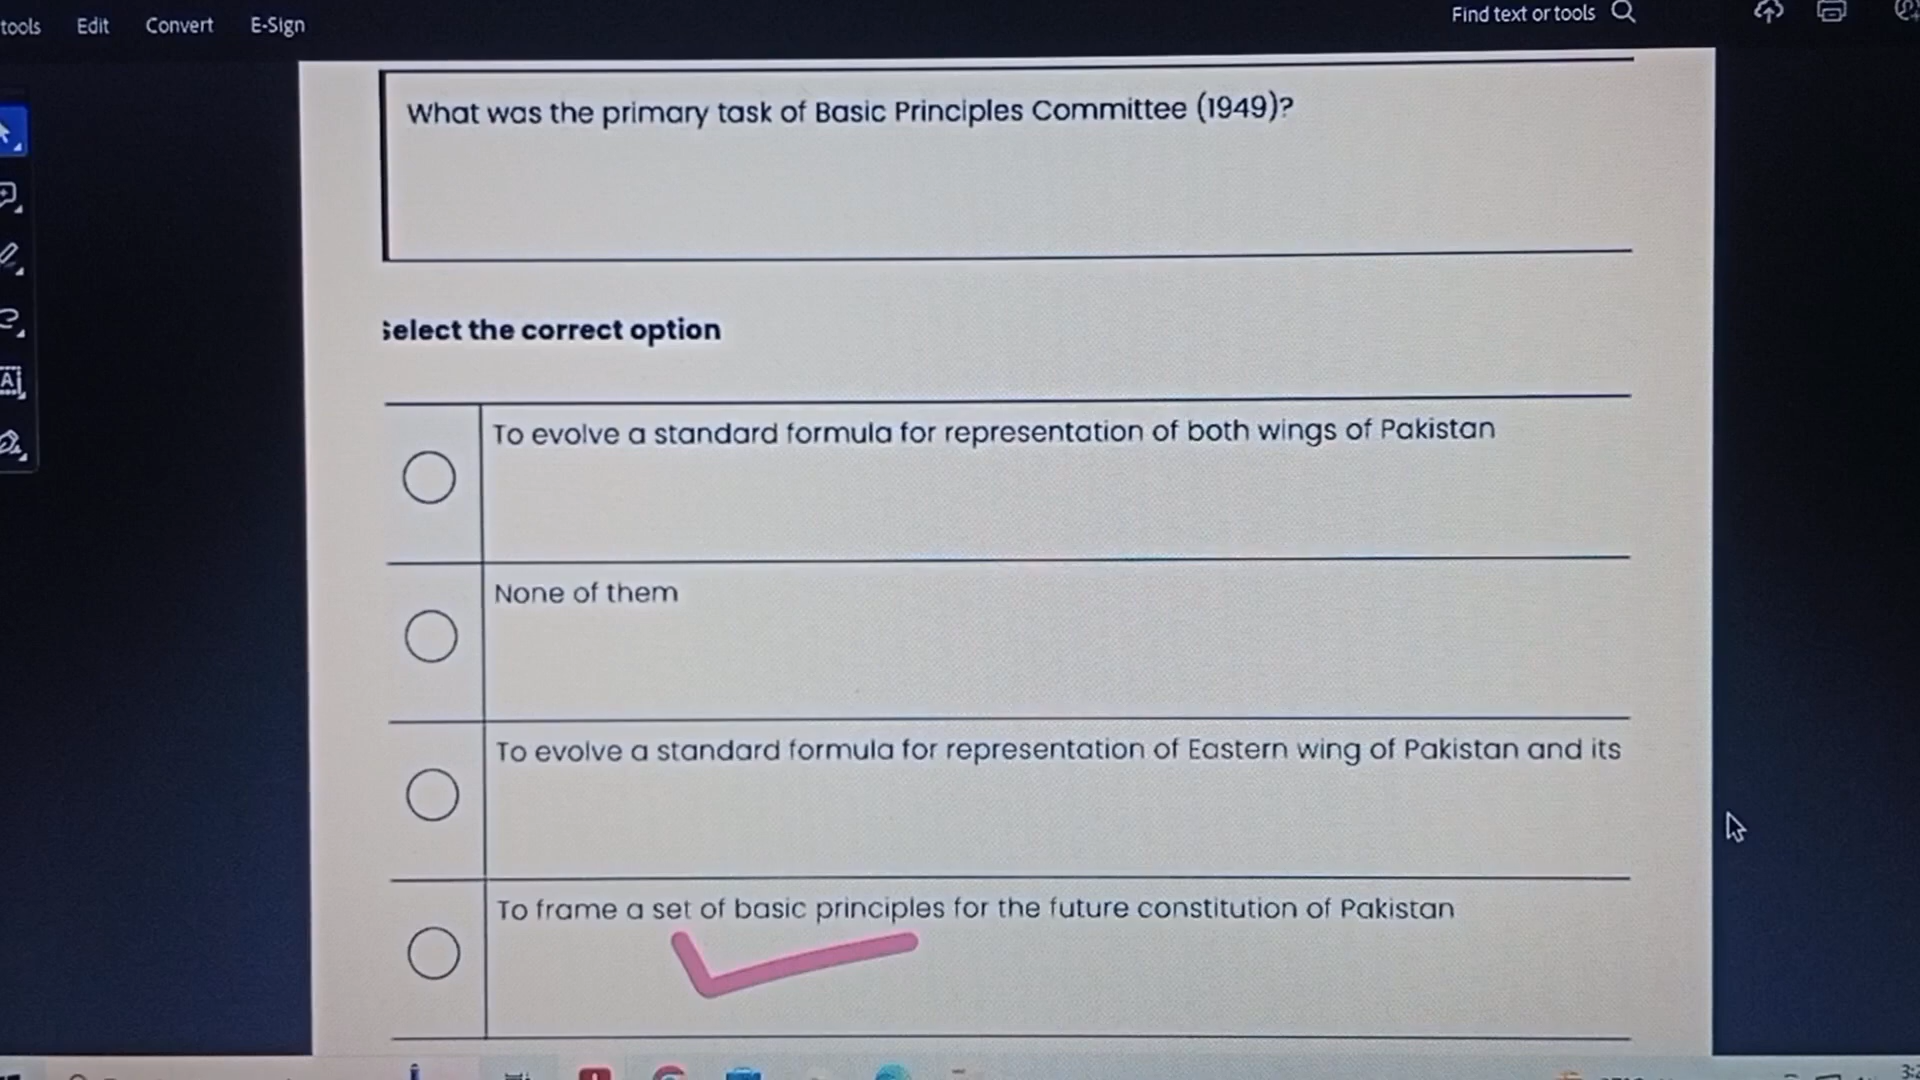 tools Edit Convert E-Sign Find text or tools
What was the primary task of Basic Principles Committee (1949)?
Select the correct option
To evolve a standard formula for representation of both wings of Pakistan
None of them
To evolve a standard formula for representation of Eastern wing of Pakistan and its
To frame a set of basic principles for the future constitution of Pakistan